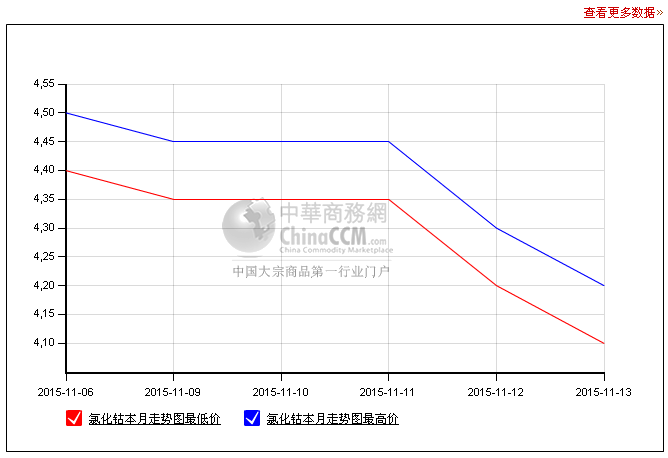 查看更多数据»
4,55
4,50
4,45
4,40
4,35
4,30
4,25
4,20
4,15
4,10
中華商務網
ChinaCCM.com
China Commodity Marketplace
中国大宗商品第一行业门户
2015-11-06 2015-11-09 2015-11-10 2015-11-11 2015-11-12 2015-11-13
氯化钴本月走势图最低价 氯化钴本月走势图最高价